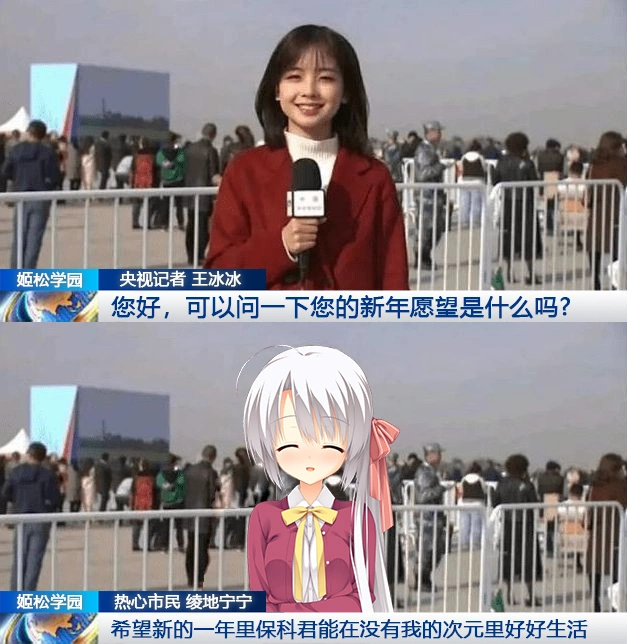 姬松学园 央视记者 王冰冰
您好，可以问一下您的新年愿望是什么吗?
姬松学园 热心市民 绫地宁宁
希望新的一年里保科君能在没有我的次元里好好生活